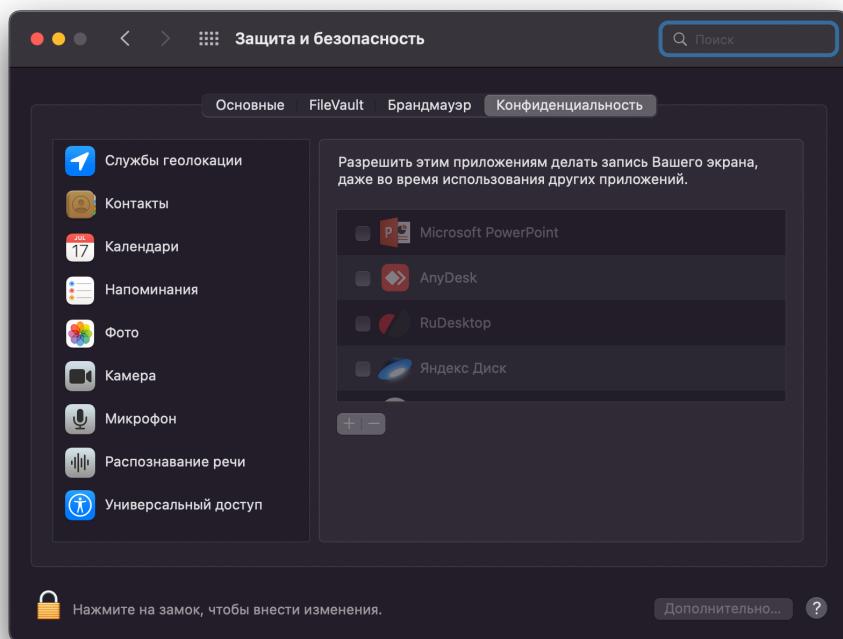 Защита и безопасность
Поиск
Основные
FileVault
Брандмауэр
Конфиденциальность
Службы геолокации
Контакты
JUL
17
Календари
Напоминания
Фото
Камера
Микрофон
Распознавание речи
Универсальный доступ
Разрешить этим приложениям делать запись Вашего экрана,
даже во время использования других приложений.
P
Microsoft PowerPoint
AnyDesk
RuDesktop
Яндекс Диск
+ −
Нажмите на замок, чтобы внести изменения.
Дополнительно...
?